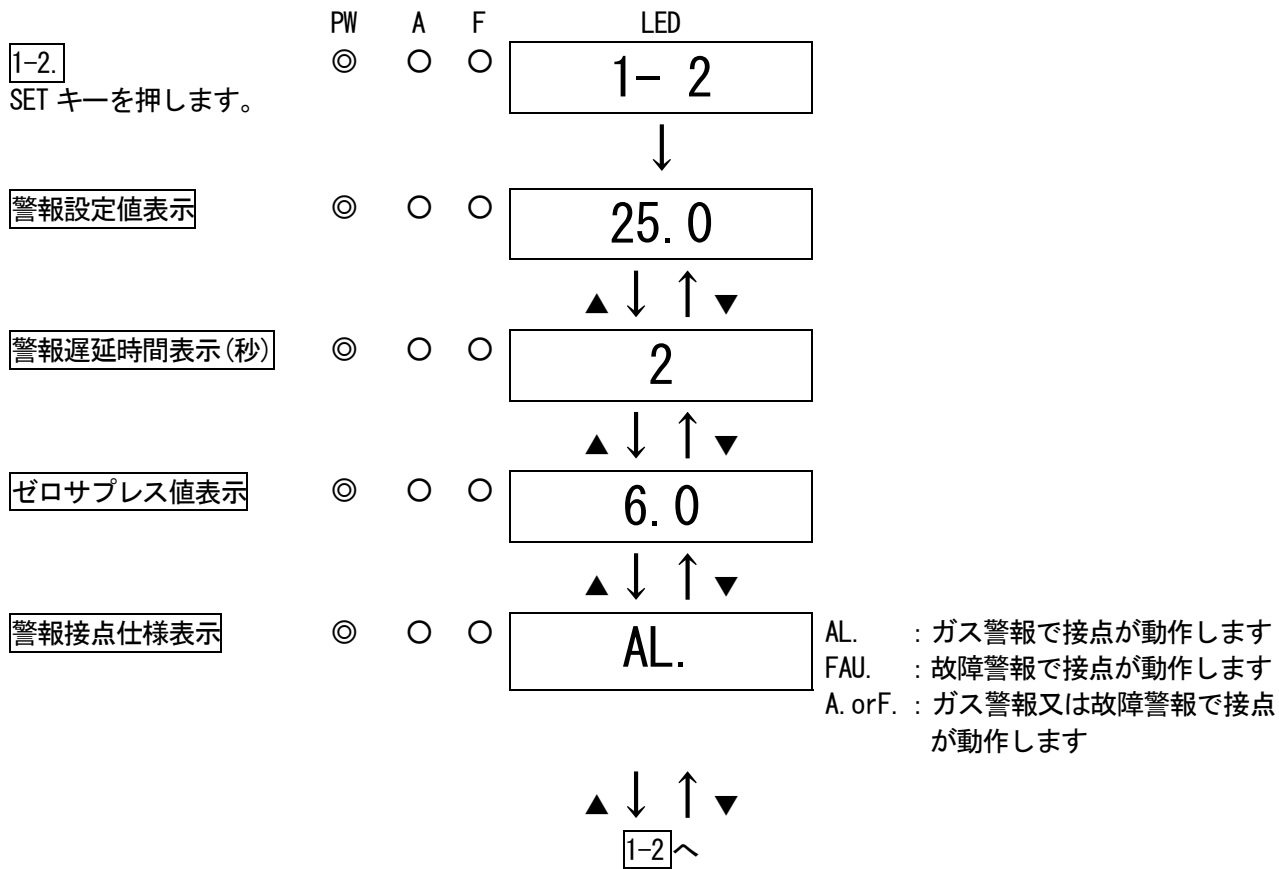 PW A F LED
1-2. ◎ ○ ○ 1- 2
SET キーを押します。
↓
警報設定値表示 ◎ ○ ○ 25.0
▲ ↓ ↑ ▼
警報遅延時間表示(秒) ◎ ○ ○ 2
▲ ↓ ↑ ▼
ゼロサプレス値表示 ◎ ○ ○ 6.0
▲ ↓ ↑ ▼
警報接点仕様表示 ◎ ○ ○ AL.
AL. : ガス警報で接点が動作します
FAU. : 故障警報で接点が動作します
A.orF. : ガス警報又は故障警報で接点
が動作します
▲ ↓ ↑ ▼
1-2へ